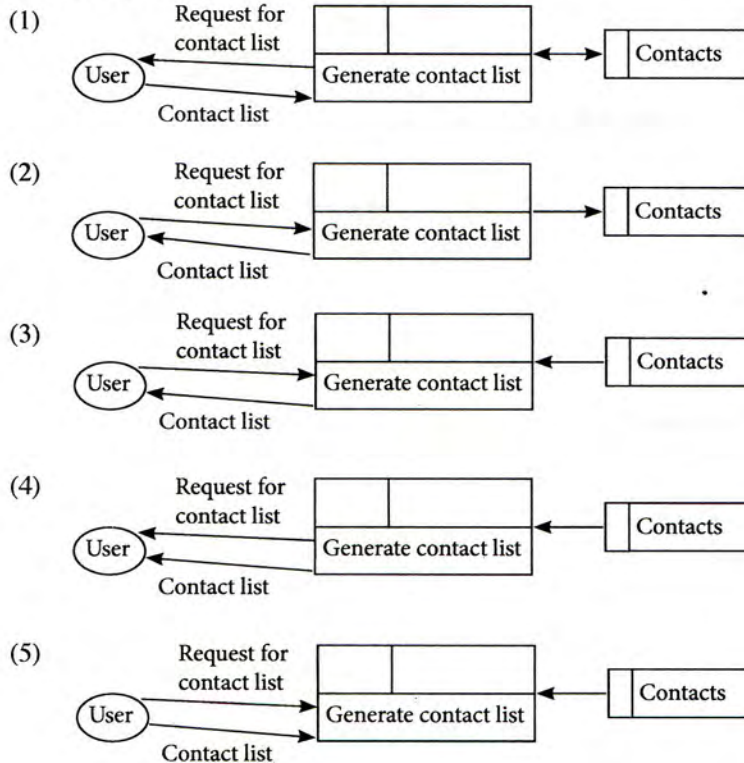 (1)
Request for
contact list
User
Generate contact list
Contacts
Contact list
(2)
Request for
contact list
User
Generate contact list
Contacts
Contact list
(3)
Request for
contact list
User
Generate contact list
Contacts
Contact list
(4)
Request for
contact list
User
Generate contact list
Contacts
Contact list
(5)
Request for
contact list
User
Generate contact list
Contacts
Contact list